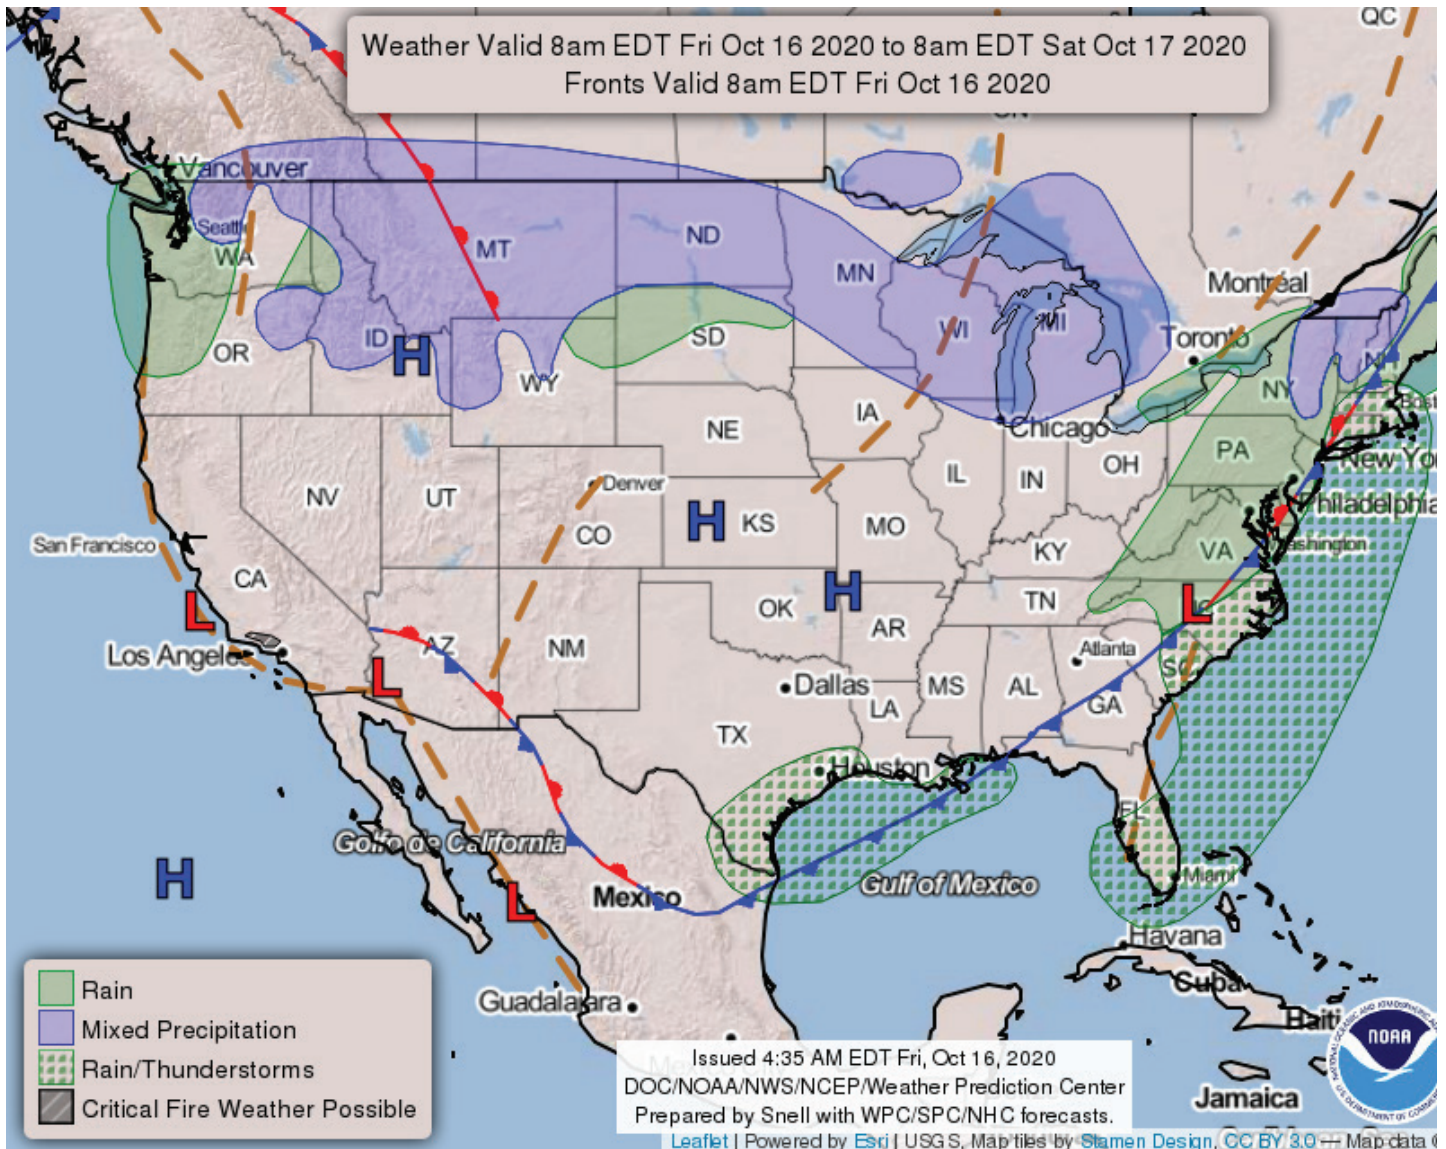 QC
Weather Valid 8am EDT Fri Oct 16 2020 to 8am EDT Sat Oct 17 2020
Fronts Valid 8am EDT Fri Oct 16 2020
Vancouver
Seattle
WA
MT
ND
MN
Montréal
OR
ID
H
WY
SD
WI
MI
Toronto
NY
NH
IA
NE
Chicago
PA
OH
New Yo
NV
UT
Denver
IL
IN
Philadelphia
San Francisco
CO
H
KS
MO
KY
VA
ashington
CA
L
OK
H
TN
L
AR
Los Angeles
AZ
NM
Atlanta
SC
L
Dallas
LA
MS
AL
GA
TX
Houston
FL
Golfo de California
H
Mexico
Gulf of Mexico
Miami
L
Havana
Cuba
Haiti
Guadalajara
Rain
Mixed Precipitation
Rain/Thunderstorms
Critical Fire Weather Possible
Issued 4:35 AM EDT Fri, Oct 16, 2020
DOC/NOAA/NWS/NCEP/Weather Prediction Center
Prepared by Snell with WPC/SPC/NHC forecasts.
NOAA
Jamaica
Leaflet | Powered by Esri | USGS, Map tiles by Stamen Design, CC BY 3.0 — Map data ©